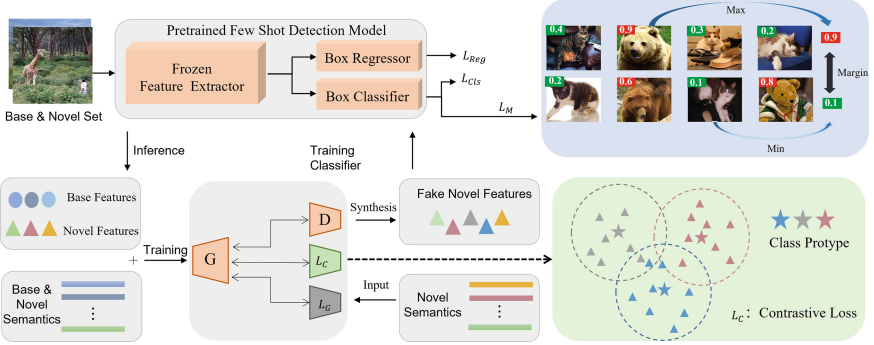 Pretrained Few Shot Detection Model
Frozen
Feature Extractor
Box Regressor
Box Classifier
L_Reg
L_Cls
L_M
Base & Novel Set
Max
0.4
0.9
0.3
0.2
0.9
Margin
0.2
0.6
0.1
0.8
0.1
Min
Inference
Training
Classifier
Base Features
Novel Features
+
Training
Base &
Novel
Semantics
⋮
G
D
L_C
L_G
Synthesis
Fake Novel Features
Input
Novel
Semantics
⋮
Class Protype
L_C: Contrastive Loss